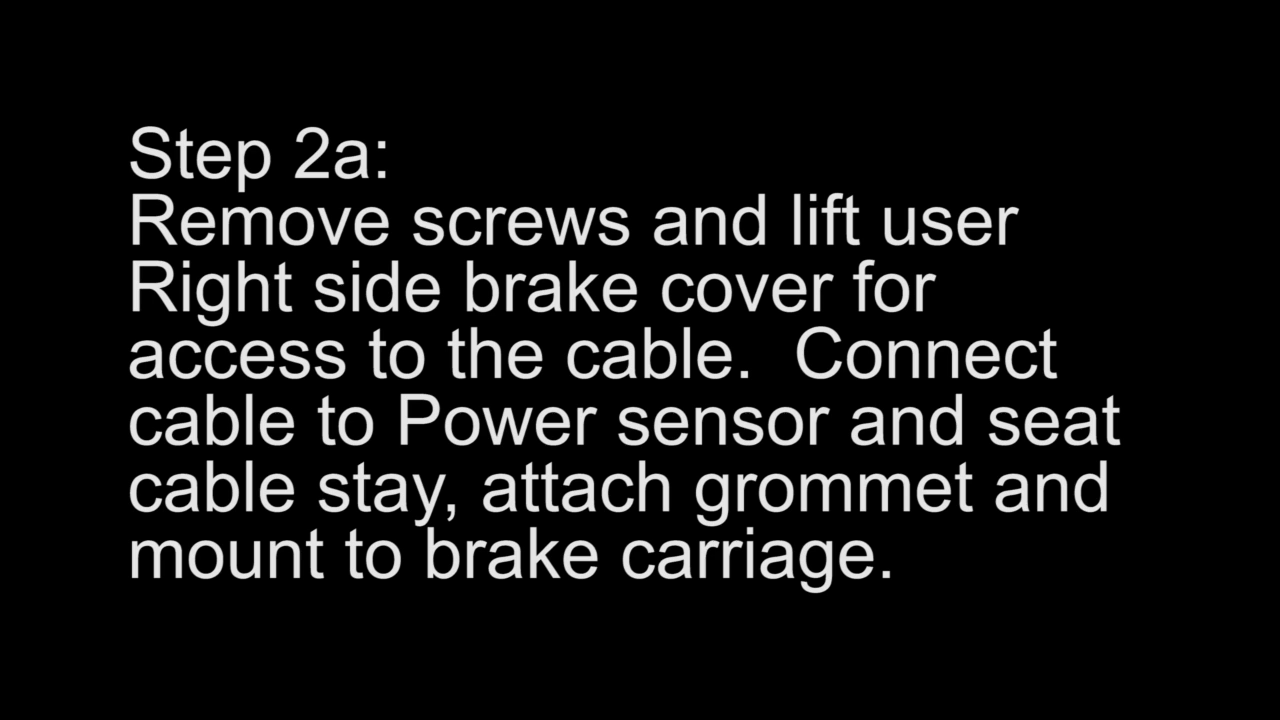 Step 2a:
Remove screws and lift user
Right side brake cover for
access to the cable.  Connect
cable to Power sensor and seat
cable stay, attach grommet and
mount to brake carriage.